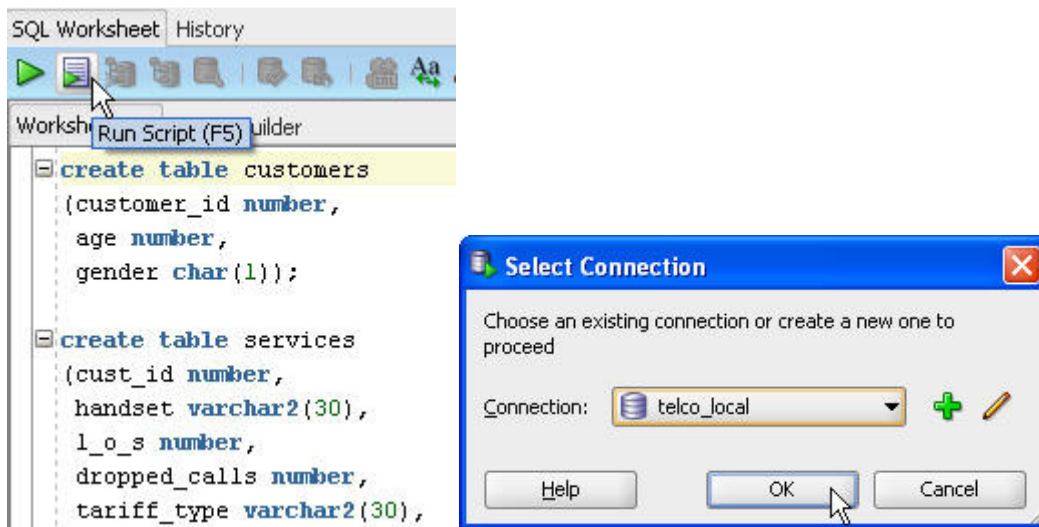 SQL Worksheet History
Aa
Worksh
Run Script (F5)
uilder
create table customers
(customer_id number,
age number,
gender char(1));
create table services
(cust_id number,
handset varchar2(30),
l_o_s number,
dropped_calls number,
tariff_type varchar2(30),
Select Connection
Choose an existing connection or create a new one to
proceed
Connection: telco_local
Help OK Cancel